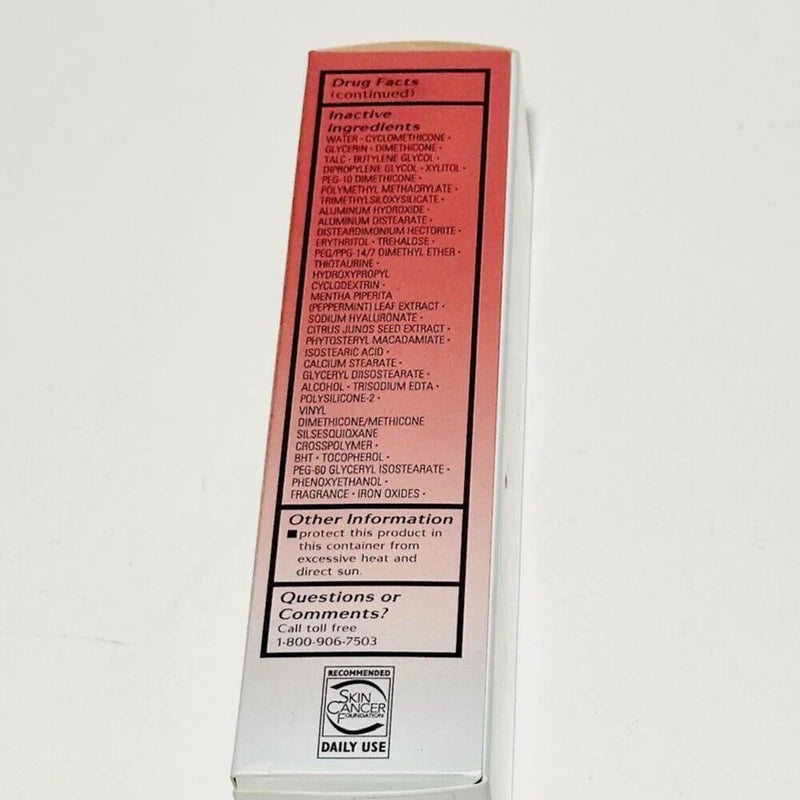 Drug Facts
(continued)
Inactive
ingredients
WATER · CYCLOMETHICONE ·
GLYCERIN · DIMETHICONE ·
TALC · BUTYLENE GLYCOL ·
DIPROPYLENE GLYCOL · XYLITOL ·
PEG-10 DIMETHICONE ·
POLYMETHYL METHACRYLATE ·
TRIMETHYLSILOXYSILICATE ·
ALUMINUM HYDROXIDE ·
ALUMINUM DISTEARATE ·
DISTEARDIMONIUM HECTORITE ·
ERYTHRITOL · TREHALOSE ·
PEG/PPG-14/7 DIMETHYL ETHER ·
THIOTAURINE ·
HYDROXYPROPYL
CYCLODEXTRIN ·
MENTHA PIPERITA
(PEPPERMINT) LEAF EXTRACT ·
SODIUM HYALURONATE ·
CITRUS JUNOS SEED EXTRACT ·
PHYTOSTERYL MACADAMIATE ·
ISOSTEARIC ACID ·
CALCIUM STEARATE ·
GLYCERYL DIISOSTEARATE ·
ALCOHOL · TRISODIUM EDTA ·
POLYSILICONE-2 ·
VINYL
DIMETHICONE/METHICONE
SILSESQUIOXANE
CROSSPOLYMER ·
BHT · TOCOPHEROL ·
PEG-60 GLYCERYL ISOSTEARATE ·
PHENOXYETHANOL ·
FRAGRANCE · IRON OXIDES ·
Other Information
■ protect this product in
this container from
excessive heat and
direct sun.
Questions or
Comments?
Call toll free
1-800-906-7503
RECOMMENDED
SKIN
CANCER
FOUNDATION
DAILY USE